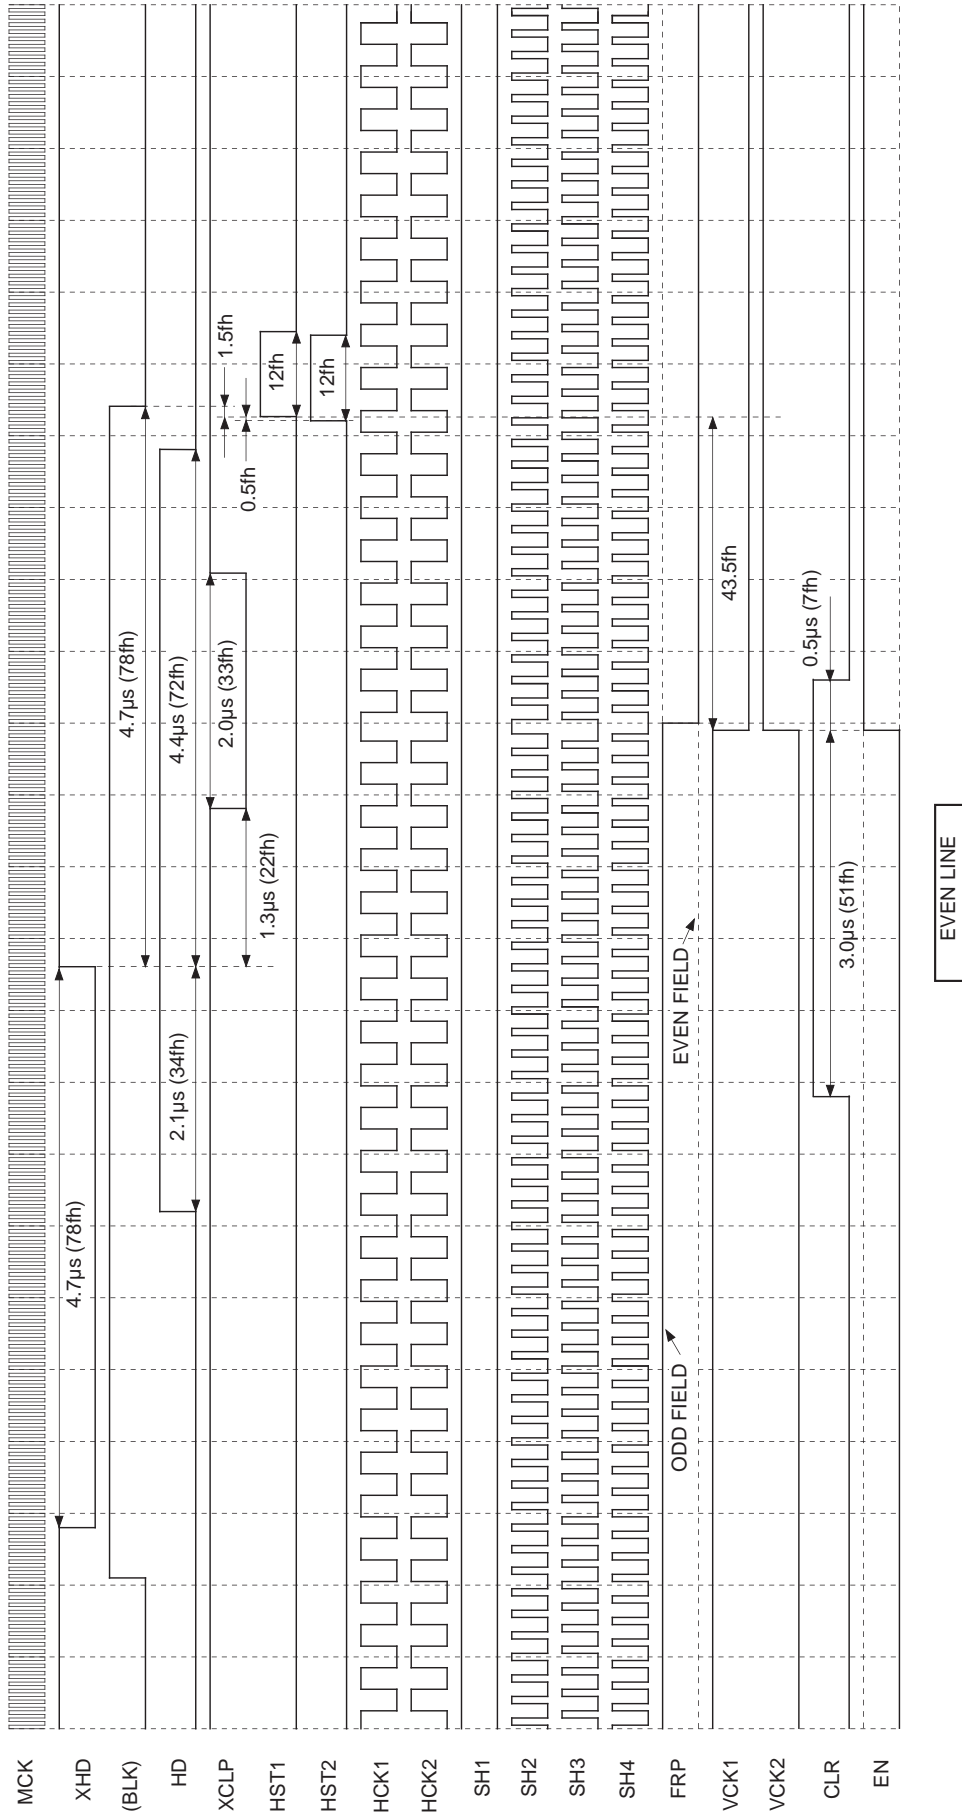 MCK
XHD
(BLK)
HD
XCLP
HST1
HST2
HCK1
HCK2
SH1
SH2
SH3
SH4
FRP
VCK1
VCK2
CLR
EN
4.7µs (78fh)
4.7µs (78fh)
2.1µs (34fh)
4.4µs (72fh)
1.3µs (22fh)
2.0µs (33fh)
0.5fh
1.5fh
12fh
12fh
ODD FIELD
EVEN FIELD
43.5fh
3.0µs (51fh)
0.5µs (7fh)
EVEN LINE